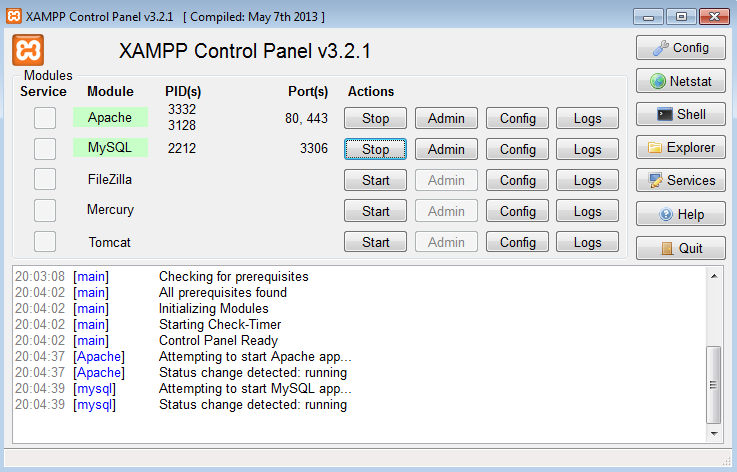 XAMPP Control Panel v3.2.1 [ Compiled: May 7th 2013 ]
XAMPP Control Panel v3.2.1
Config
Modules
Service Module PID(s) Port(s) Actions
Netstat
Apache 3332 3128 80, 443 Stop Admin Config Logs
Shell
MySQL 2212 3306 Stop Admin Config Logs
Explorer
FileZilla Start Admin Config Logs
Services
Mercury Start Admin Config Logs
Help
Tomcat Start Admin Config Logs
Quit
20:03:08 [main] Checking for prerequisites
20:04:02 [main] All prerequisites found
20:04:02 [main] Initializing Modules
20:04:02 [main] Starting Check-Timer
20:04:02 [main] Control Panel Ready
20:04:37 [Apache] Attempting to start Apache app...
20:04:37 [Apache] Status change detected: running
20:04:39 [mysql] Attempting to start MySQL app...
20:04:39 [mysql] Status change detected: running